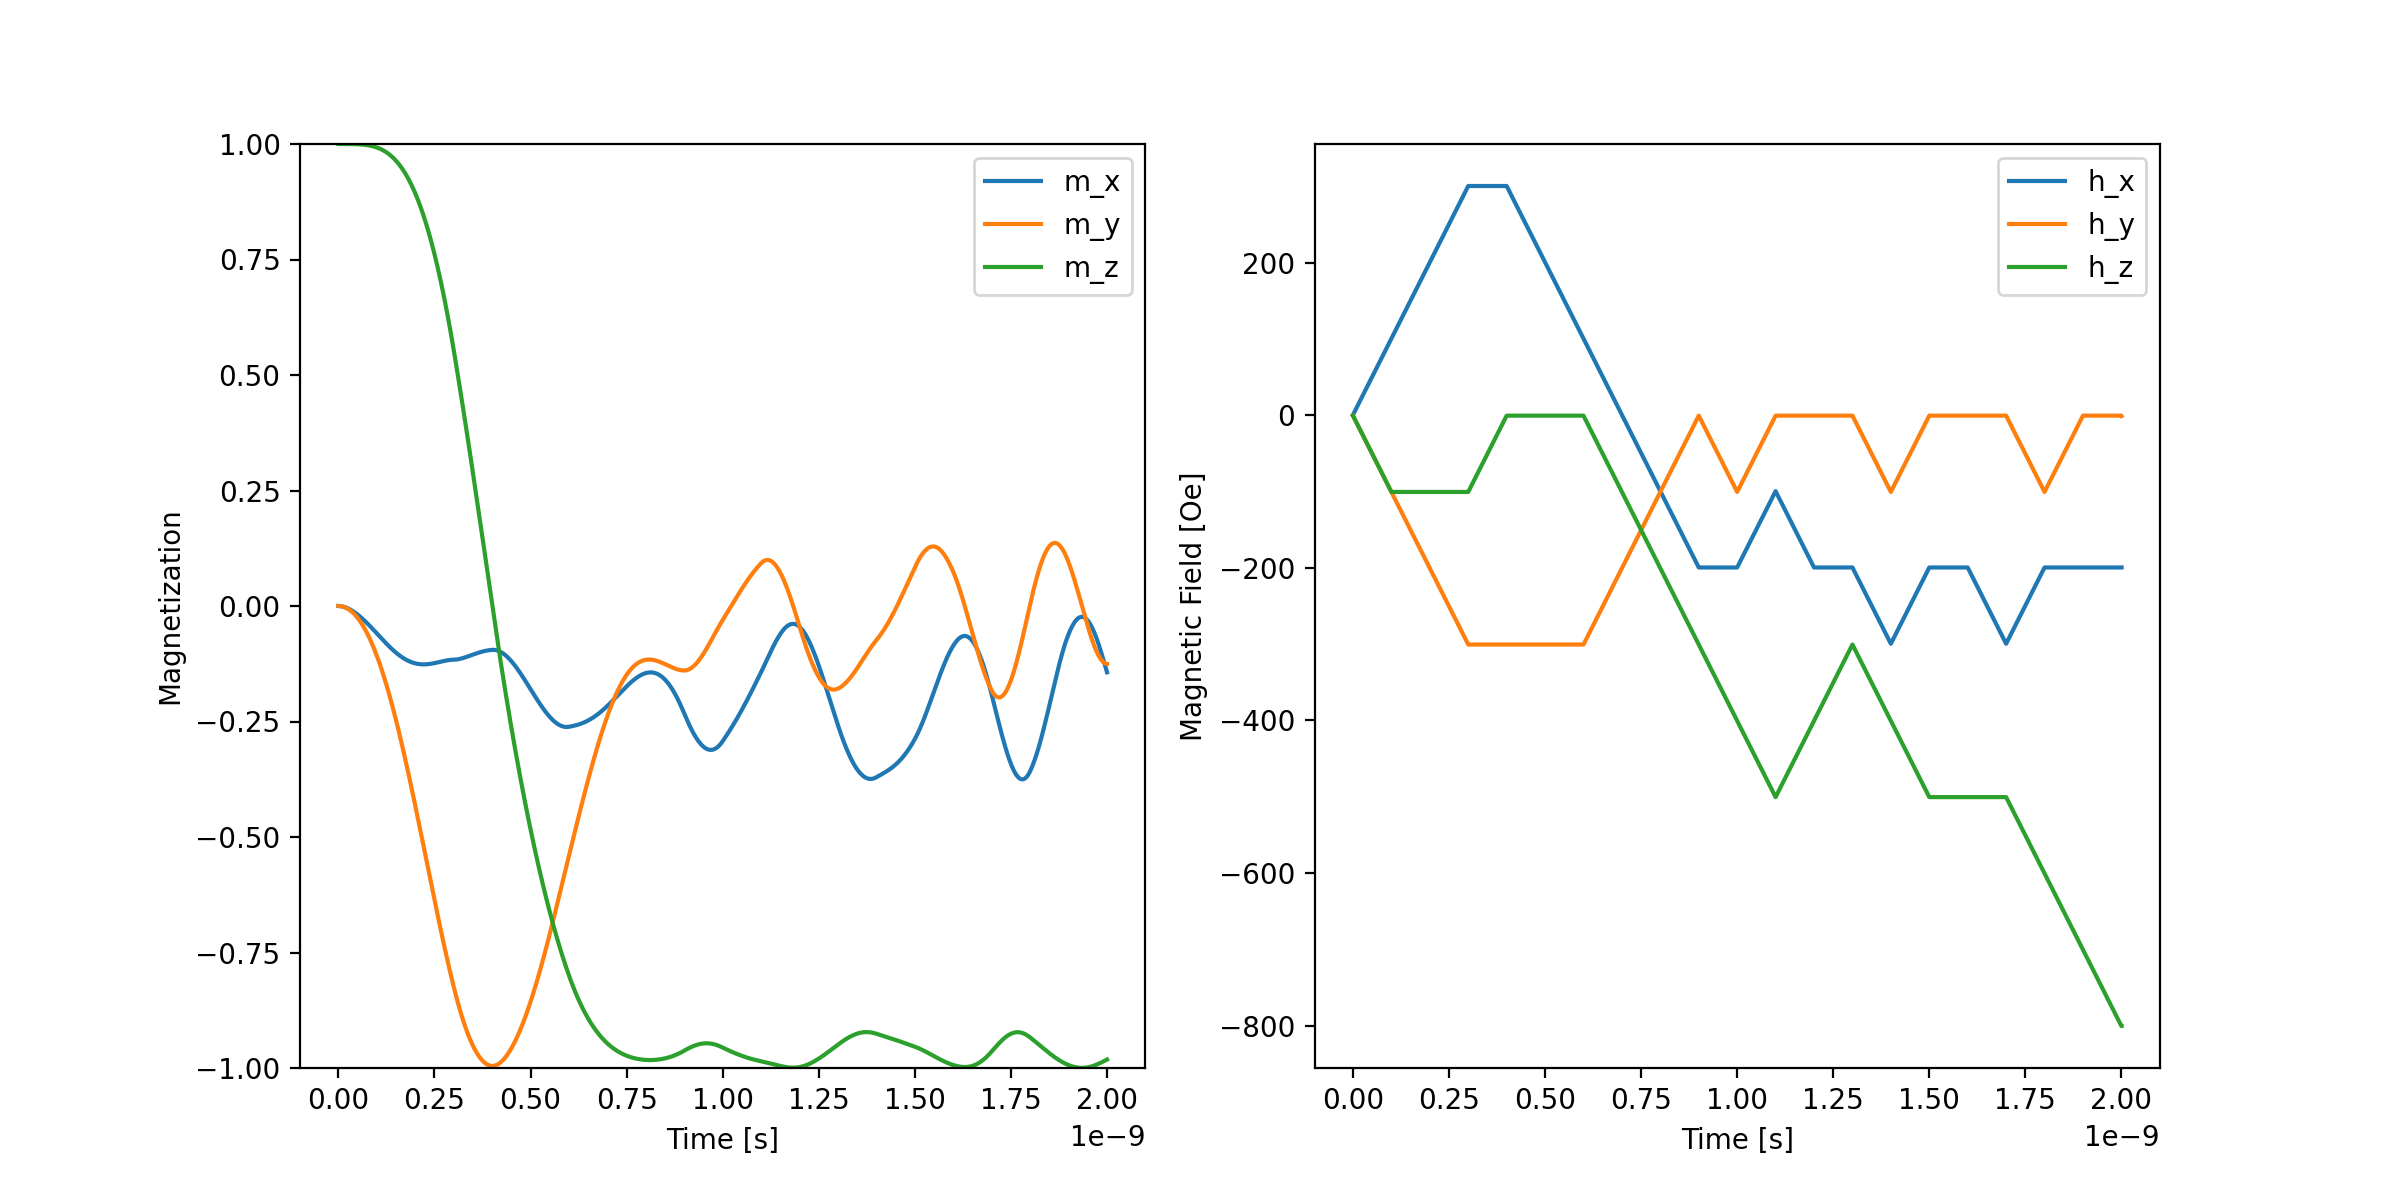 1.00
0.75
0.50
0.25
0.00
−0.25
−0.50
−0.75
−1.00
Magnetization
m_x
m_y
m_z
0.00 0.25 0.50 0.75 1.00 1.25 1.50 1.75 2.00
Time [s]
1e−9
200
0
−200
−400
−600
−800
Magnetic Field [Oe]
h_x
h_y
h_z
0.00 0.25 0.50 0.75 1.00 1.25 1.50 1.75 2.00
Time [s]
1e−9